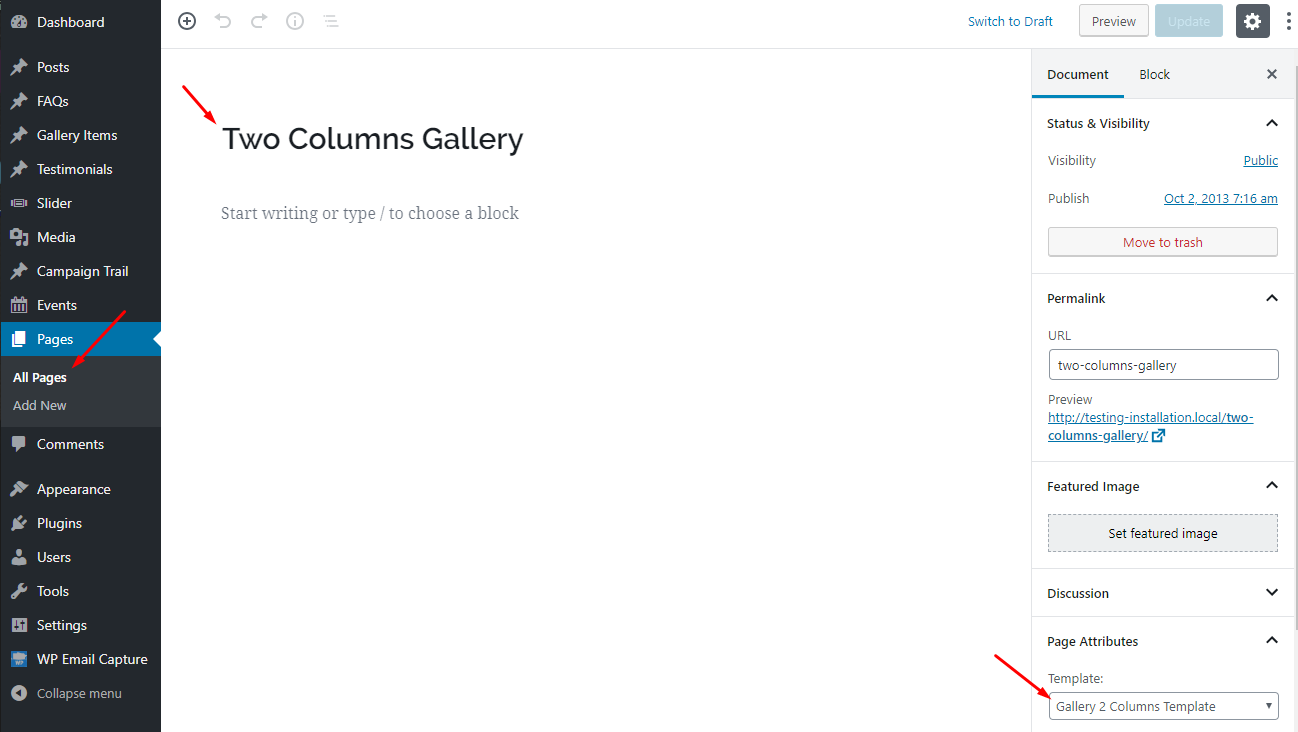 Dashboard
Posts
FAQs
Gallery Items
Testimonials
Slider
Media
Campaign Trail
Events
Pages
All Pages
Add New
Comments
Appearance
Plugins
Users
Tools
Settings
WP Email Capture
Collapse menu
Switch to Draft
Preview
Update
Two Columns Gallery
Start writing or type / to choose a block
Document
Block
Status & Visibility
Visibility Public
Publish Oct 2, 2013 7:16 am
Move to trash
Permalink
URL
two-columns-gallery
Preview
http://testing-installation.local/two-
columns-gallery/
Featured Image
Set featured image
Discussion
Page Attributes
Template:
Gallery 2 Columns Template